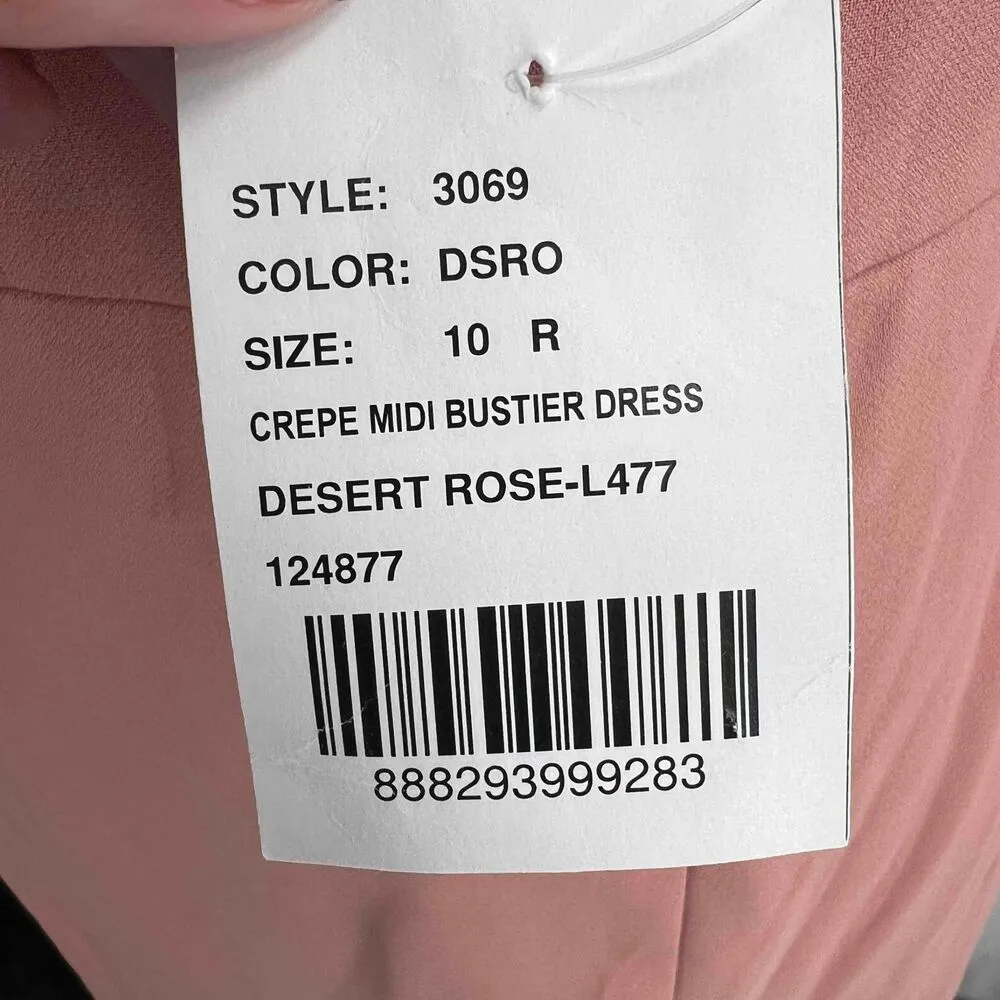 STYLE: 3069
COLOR: DSRO
SIZE: 10 R
CREPE MIDI BUSTIER DRESS
DESERT ROSE-L477
124877
888293999283